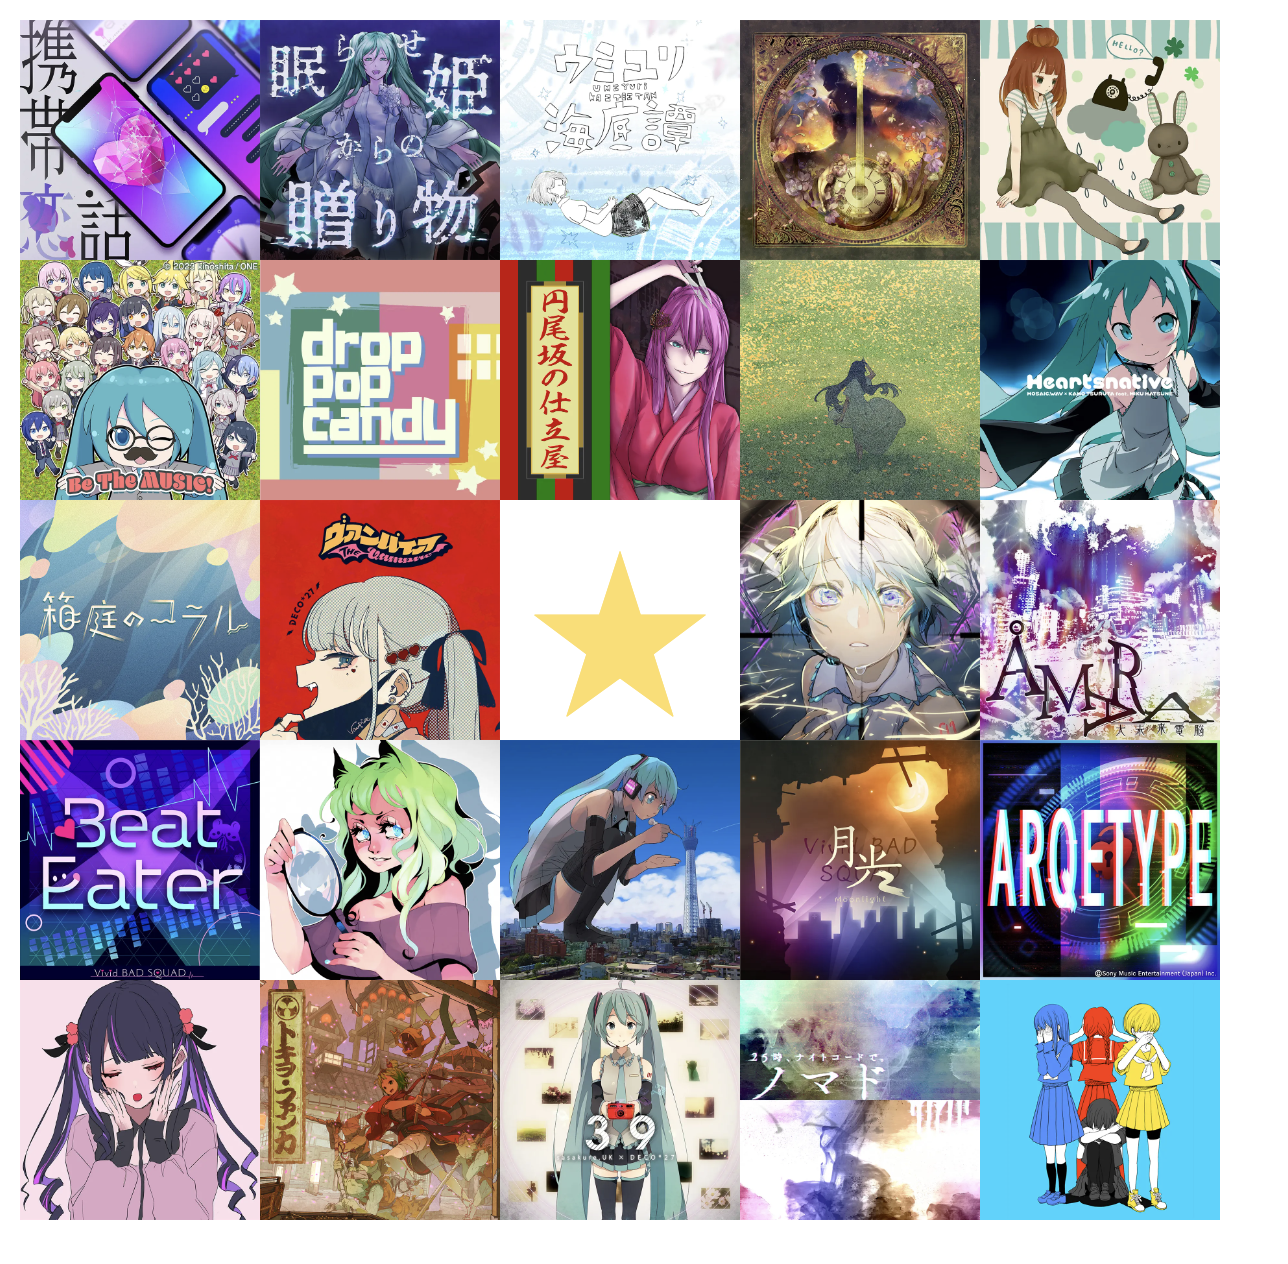 携帯恋話
眠らせ姫
からの
贈り物
ウミユリ
UMIYURI
KAITEITAN
海底譚
HELLO?
© 2023 Kinoshita / ONE
Be The MUSIC!
drop
pop
candy
円尾坂の仕立屋
Heartsnative
MOSAIC.WAV × KAMOTSURUTA feat. MIKU HATSUNE
箱庭のコラル
ヴァンパイア
THE
DECO*27
Vampire
AMARA
大未来電脳
Beat
Eater
Vivid BAD SQUAD
Vivid BAD
SQUAD
月光
Moonlight
ARQETYPE
©Sony Music Entertainment (Japan) Inc.
トキヲ・ファンカ
39
sasakure.UK × DECO*27
25時、ナイトコードで。
ノマド